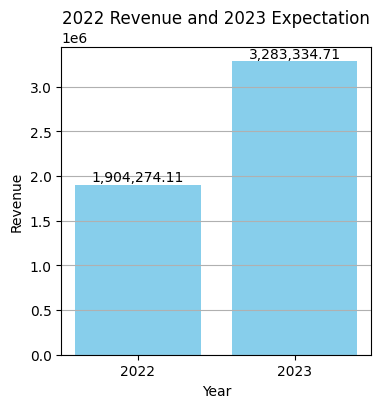 2022 Revenue and 2023 Expectation
1e6
3,283,334.71
3.0
2.5
2.0
1,904,274.11
1.5
Revenue
1.0
0.5
0.0
2022
2023
Year